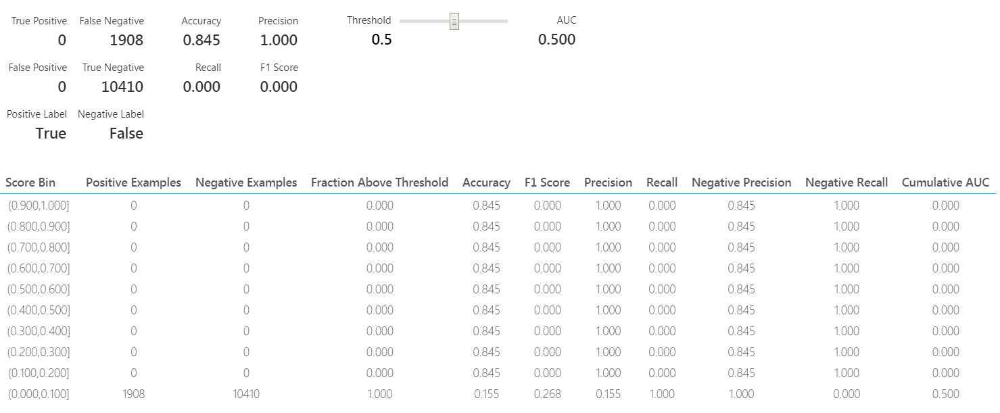 True Positive False Negative Accuracy Precision Threshold AUC
0 1908 0.845 1.000 0.5 0.500
False Positive True Negative Recall F1 Score
0 10410 0.000 0.000
Positive Label Negative Label
True False
Score Bin Positive Examples Negative Examples Fraction Above Threshold Accuracy F1 Score Precision Recall Negative Precision Negative Recall Cumulative AUC
(0.900,1.000] 0 0 0.000 0.845 0.000 1.000 0.000 0.845 1.000 0.000
(0.800,0.900] 0 0 0.000 0.845 0.000 1.000 0.000 0.845 1.000 0.000
(0.700,0.800] 0 0 0.000 0.845 0.000 1.000 0.000 0.845 1.000 0.000
(0.600,0.700] 0 0 0.000 0.845 0.000 1.000 0.000 0.845 1.000 0.000
(0.500,0.600] 0 0 0.000 0.845 0.000 1.000 0.000 0.845 1.000 0.000
(0.400,0.500] 0 0 0.000 0.845 0.000 1.000 0.000 0.845 1.000 0.000
(0.300,0.400] 0 0 0.000 0.845 0.000 1.000 0.000 0.845 1.000 0.000
(0.200,0.300] 0 0 0.000 0.845 0.000 1.000 0.000 0.845 1.000 0.000
(0.100,0.200] 0 0 0.000 0.845 0.000 1.000 0.000 0.845 1.000 0.000
(0.000,0.100] 1908 10410 1.000 0.155 0.268 0.155 1.000 1.000 0.000 0.500